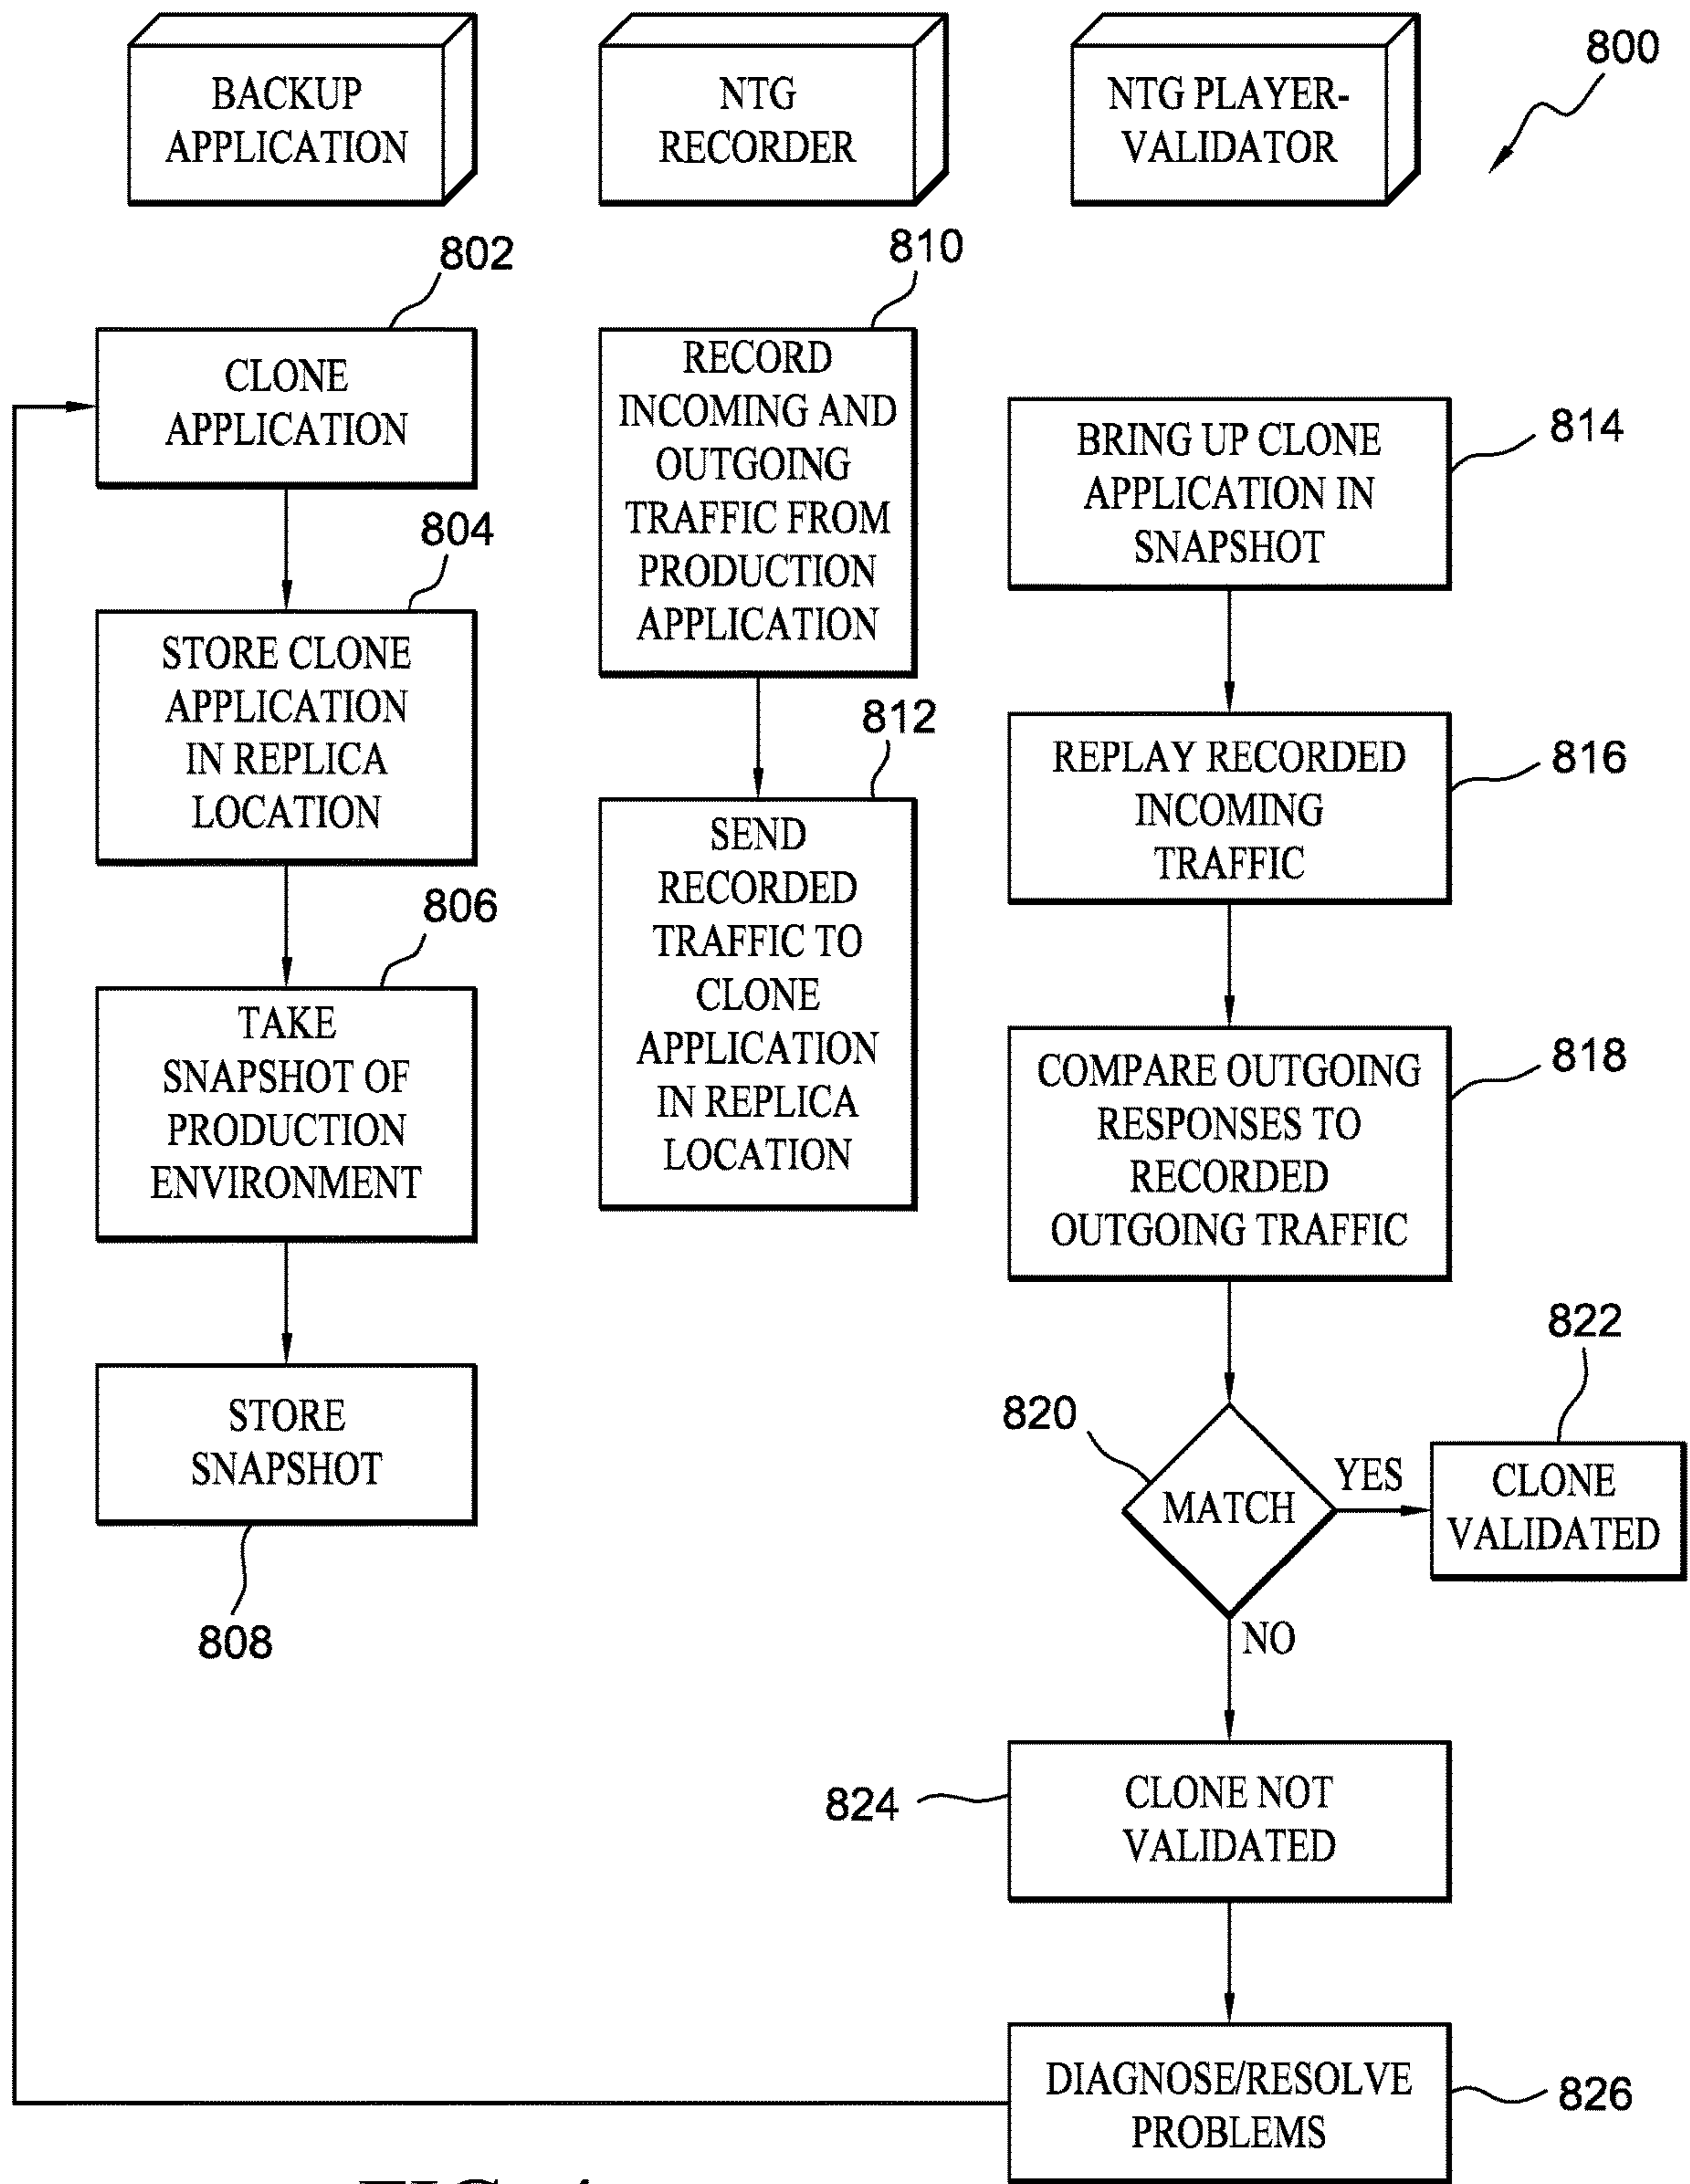 BACKUP
APPLICATION
NTG
RECORDER
NTG PLAYER-
VALIDATOR
800
802
CLONE
APPLICATION
804
STORE CLONE
APPLICATION
IN REPLICA
LOCATION
806
TAKE
SNAPSHOT OF
PRODUCTION
ENVIRONMENT
STORE
SNAPSHOT
808
810
RECORD
INCOMING AND
OUTGOING
TRAFFIC FROM
PRODUCTION
APPLICATION
812
SEND
RECORDED
TRAFFIC TO
CLONE
APPLICATION
IN REPLICA
LOCATION
BRING UP CLONE
APPLICATION IN
SNAPSHOT
814
REPLAY RECORDED
INCOMING
TRAFFIC
816
COMPARE OUTGOING
RESPONSES TO
RECORDED
OUTGOING TRAFFIC
818
820
MATCH
YES
822
CLONE
VALIDATED
NO
824
CLONE NOT
VALIDATED
DIAGNOSE/RESOLVE
PROBLEMS
826